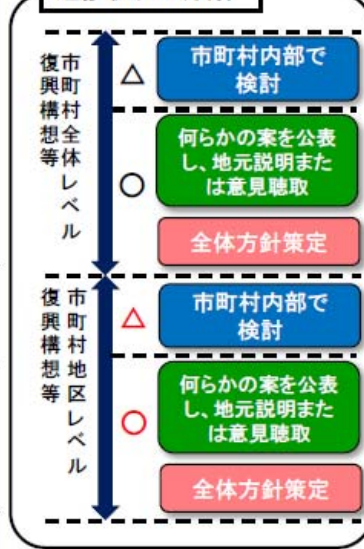 市町村全体レベル
復興構想等
△
市町村内部で
検討
○
何らかの案を公表
し、地元説明また
は意見聴取
全体方針策定
市町村地区レベル
復興構想等
△
市町村内部で
検討
○
何らかの案を公表
し、地元説明また
は意見聴取
全体方針策定